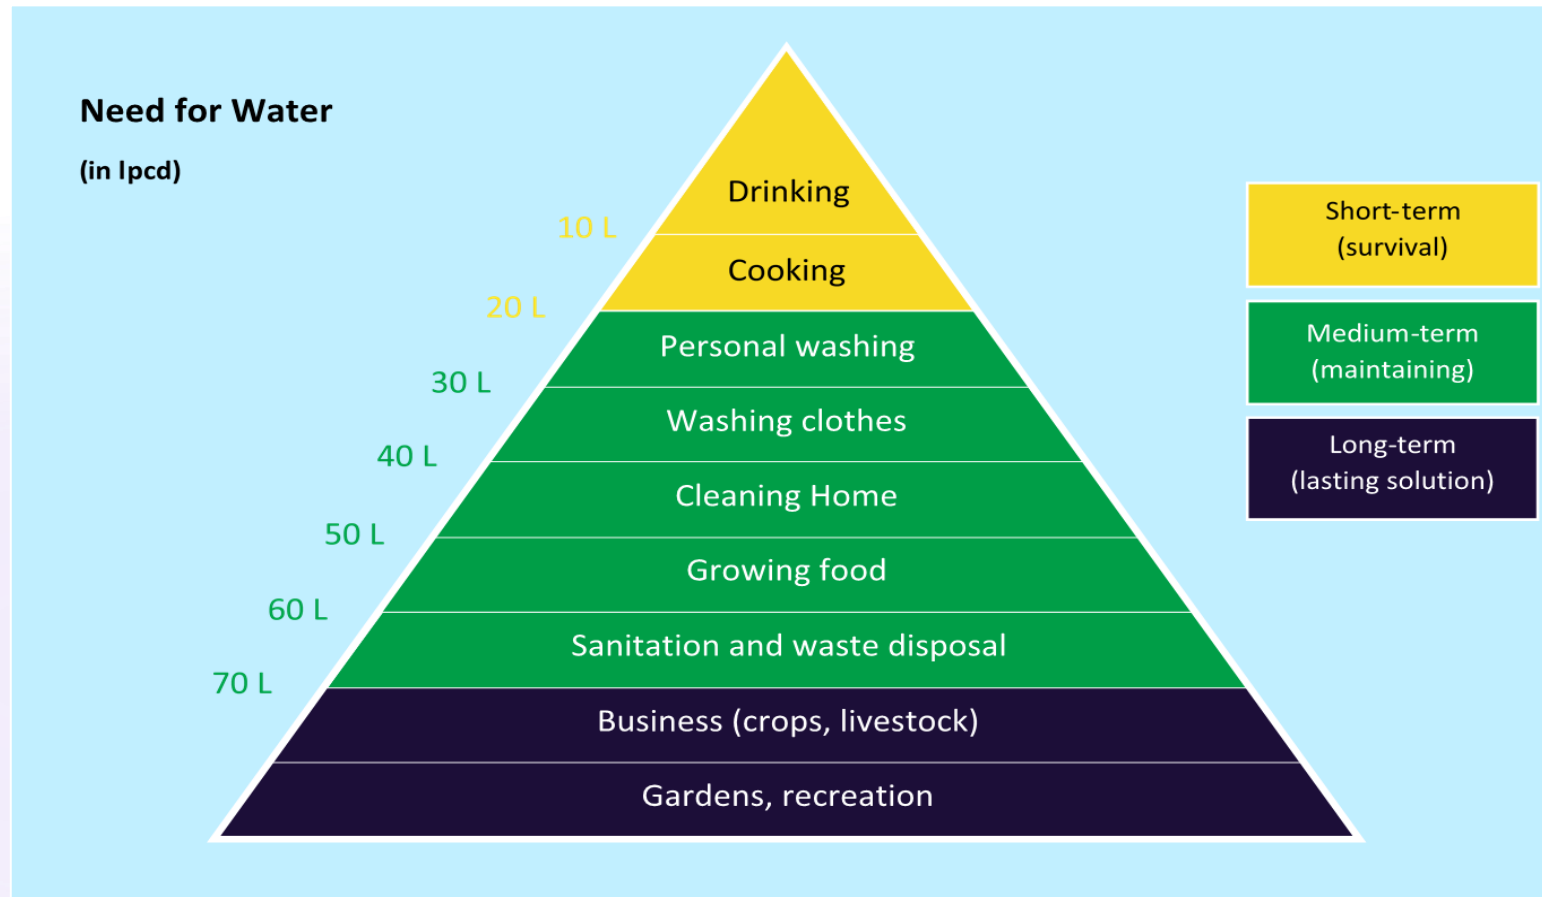 Need for Water
(in lpcd)
Drinking
10 L
Cooking
20 L
Personal washing
30 L
Washing clothes
40 L
Cleaning Home
50 L
Growing food
60 L
Sanitation and waste disposal
70 L
Business (crops, livestock)
Gardens, recreation
Short-term
(survival)
Medium-term
(maintaining)
Long-term
(lasting solution)